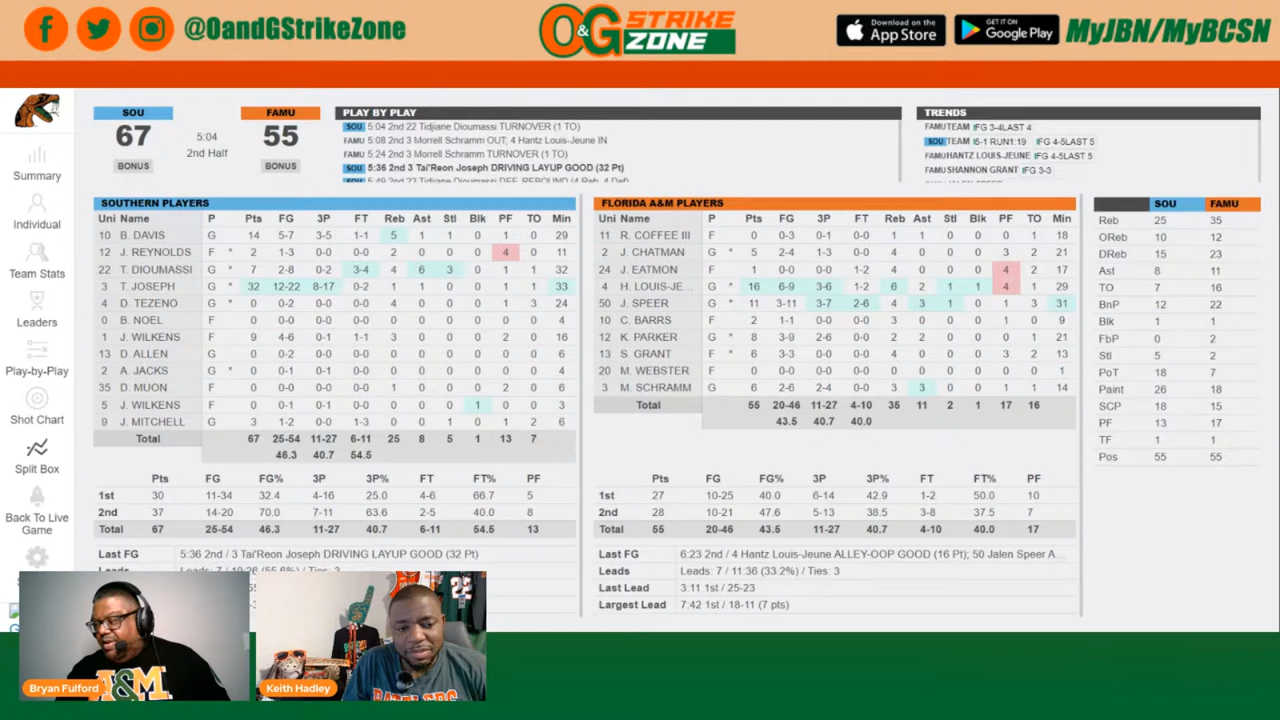 @OandGStrikeZone
O&G STRIKE ZONE
Download on the App Store
GET IT ON Google Play
MyJBN/MyBCSN
SOU
67
BONUS
5:04
2nd Half
FAMU
55
BONUS
PLAY BY PLAY
SOU 5:04 2nd 22 Tidjiane Dioumassi TURNOVER (1 TO)
FAMU 5:08 2nd 3 Morrell Schramm OUT; 4 Hantz Louis-Jeune IN
FAMU 5:24 2nd 3 Morrell Schramm TURNOVER (1 TO)
SOU 5:36 2nd 3 Tai'Reon Joseph DRIVING LAYUP GOOD (32 Pt)
SOU 5:49 2nd 22 Tidjiane Dioumassi DEF. REBOUND (4 Reb, 4 Def)
TRENDS
FAMU TEAM FG 3-4 LAST 4
SOU TEAM 5-1 RUN 1:19 FG 4-5 LAST 5
FAMU HANTZ LOUIS-JEUNE FG 4-5 LAST 5
FAMU SHANNON GRANT FG 3-3
Summary
Individual
Team Stats
Leaders
Play-by-Play
Shot Chart
Split Box
Back To Live Game
SOUTHERN PLAYERS
Uni Name P Pts FG 3P FT Reb Ast Stl Blk PF TO Min
10 B. DAVIS G 14 5-7 3-5 1-1 5 1 1 0 1 0 29
12 J. REYNOLDS F * 2 1-3 0-0 0-0 2 0 0 0 4 0 11
22 T. DIOUMASSI G * 7 2-8 0-2 3-4 4 6 3 0 1 1 32
3 T. JOSEPH G * 32 12-22 8-17 0-2 2 0 0 0 1 1 33
4 D. TEZENO G * 0 0-2 0-0 0-0 4 0 0 0 1 3 24
0 B. NOEL F 0 0-0 0-0 0-0 0 0 0 0 0 0 4
1 J. WILKENS F 9 4-6 0-1 1-1 3 0 0 0 2 0 16
13 D. ALLEN F 0 0-2 0-0 0-0 0 0 0 0 0 0 6
2 A. JACKS G * 0 0-1 0-1 0-0 0 0 0 0 0 0 4
35 D. MUON F 0 0-0 0-0 0-0 1 0 0 0 2 0 6
5 J. WILKENS F 0 0-1 0-0 0-1 0 0 0 1 0 0 3
9 J. MITCHELL G 3 1-2 0-0 1-3 0 0 1 0 1 2 6
Total 67 25-54 11-27 6-11 25 8 5 1 13 7
46.3 40.7 54.5
Pts FG FG% 3P 3P% FT FT% PF
1st 30 11-34 32.4 4-16 25.0 4-6 66.7 5
2nd 37 14-20 70.0 7-11 63.6 2-5 40.0 8
Total 67 25-54 46.3 11-27 40.7 6-11 54.5 13
Last FG 5:36 2nd / 3 Tai'Reon Joseph DRIVING LAYUP GOOD (32 Pt)
Leads Leads: 7 / 19:26 (55.6%) / Ties: 3
FLORIDA A&M PLAYERS
Uni Name P Pts FG 3P FT Reb Ast Stl Blk PF TO Min
11 R. COFFEE III F 0 0-3 0-1 0-0 1 1 0 0 0 1 18
2 J. CHATMAN G * 5 2-4 1-3 0-0 4 0 0 0 3 2 21
24 J. EATMON F 1 0-0 0-0 1-2 4 0 0 0 4 2 17
4 H. LOUIS-JE... G * 16 6-9 3-6 1-2 6 2 1 1 4 4 29
50 J. SPEER G * 11 3-11 3-7 2-6 4 3 1 0 1 3 31
10 C. BARRS F 2 1-1 0-0 0-0 3 0 0 0 1 0 9
12 K. PARKER G * 8 3-9 2-6 0-0 2 2 0 0 0 1 21
13 S. GRANT F * 6 3-3 0-0 0-0 4 0 0 0 3 2 13
20 M. WEBSTER F 0 0-0 0-0 0-0 0 0 0 0 0 0 1
3 M. SCHRAMM G 6 2-6 2-4 0-0 3 3 0 0 1 1 14
Total 55 20-46 11-27 4-10 35 11 2 1 17 16
43.5 40.7 40.0
Pts FG FG% 3P 3P% FT FT% PF
1st 27 10-25 40.0 6-14 42.9 1-2 50.0 10
2nd 28 10-21 47.6 5-13 38.5 3-8 37.5 7
Total 55 20-46 43.5 11-27 40.7 4-10 40.0 17
Last FG 6:23 2nd / 4 Hantz Louis-Jeune ALLEY-OOP GOOD (16 Pt); 50 Jalen Speer A...
Leads Leads: 7 / 11:36 (33.2%) / Ties: 3
Last Lead 3:11 1st / 25-23
Largest Lead 7:42 1st / 18-11 (7 pts)
SOU FAMU
Reb 25 35
OReb 10 12
DReb 15 23
Ast 8 11
TO 7 16
BnP 12 22
Blk 1 1
FbP 0 2
Stl 5 2
PoT 18 7
Paint 26 18
SCP 18 15
PF 13 17
TF 1 1
Pos 55 55
A&M
Bryan Fulford
22
Keith Hadley